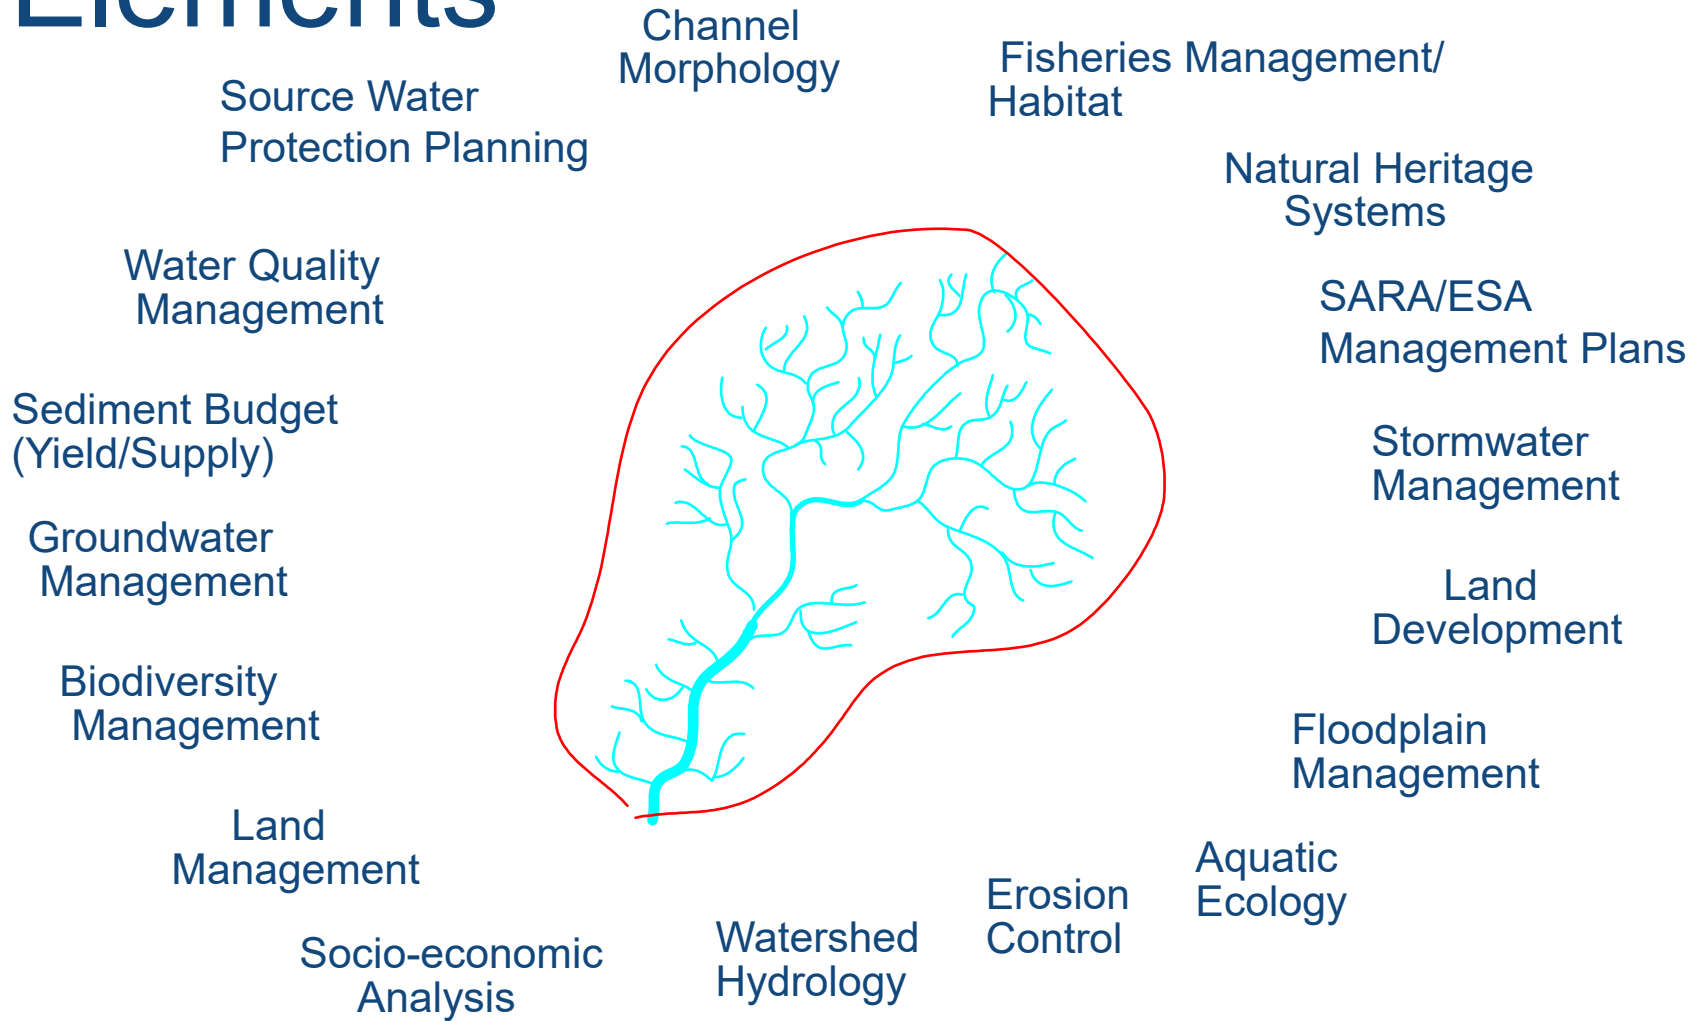 Elements
Channel
Morphology
Fisheries Management/
Habitat
Source Water
Protection Planning
Natural Heritage
Systems
Water Quality
Management
SARA/ESA
Management Plans
Sediment Budget
(Yield/Supply)
Stormwater
Management
Groundwater
Management
Land
Development
Biodiversity
Management
Floodplain
Management
Land
Management
Aquatic
Ecology
Erosion
Control
Watershed
Hydrology
Socio-economic
Analysis